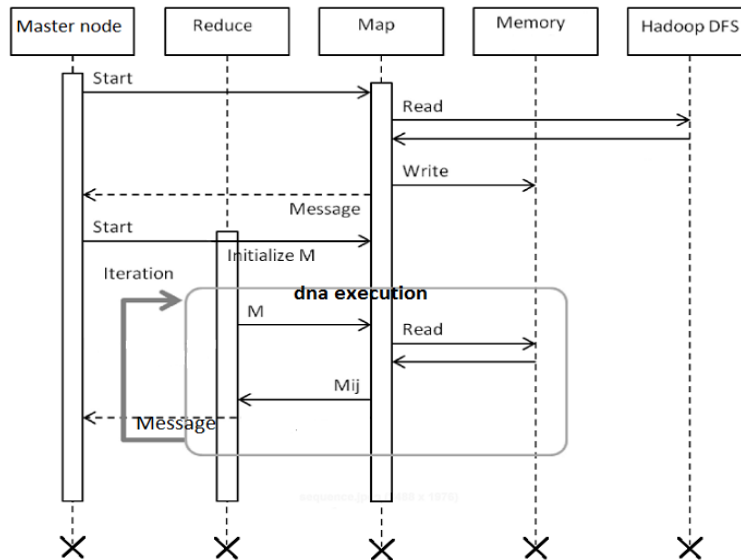 Master node
Reduce
Map
Memory
Hadoop DFS
Start
Read
Write
Message
Start
Initialize M
Iteration
dna execution
M
Read
Mij
Message